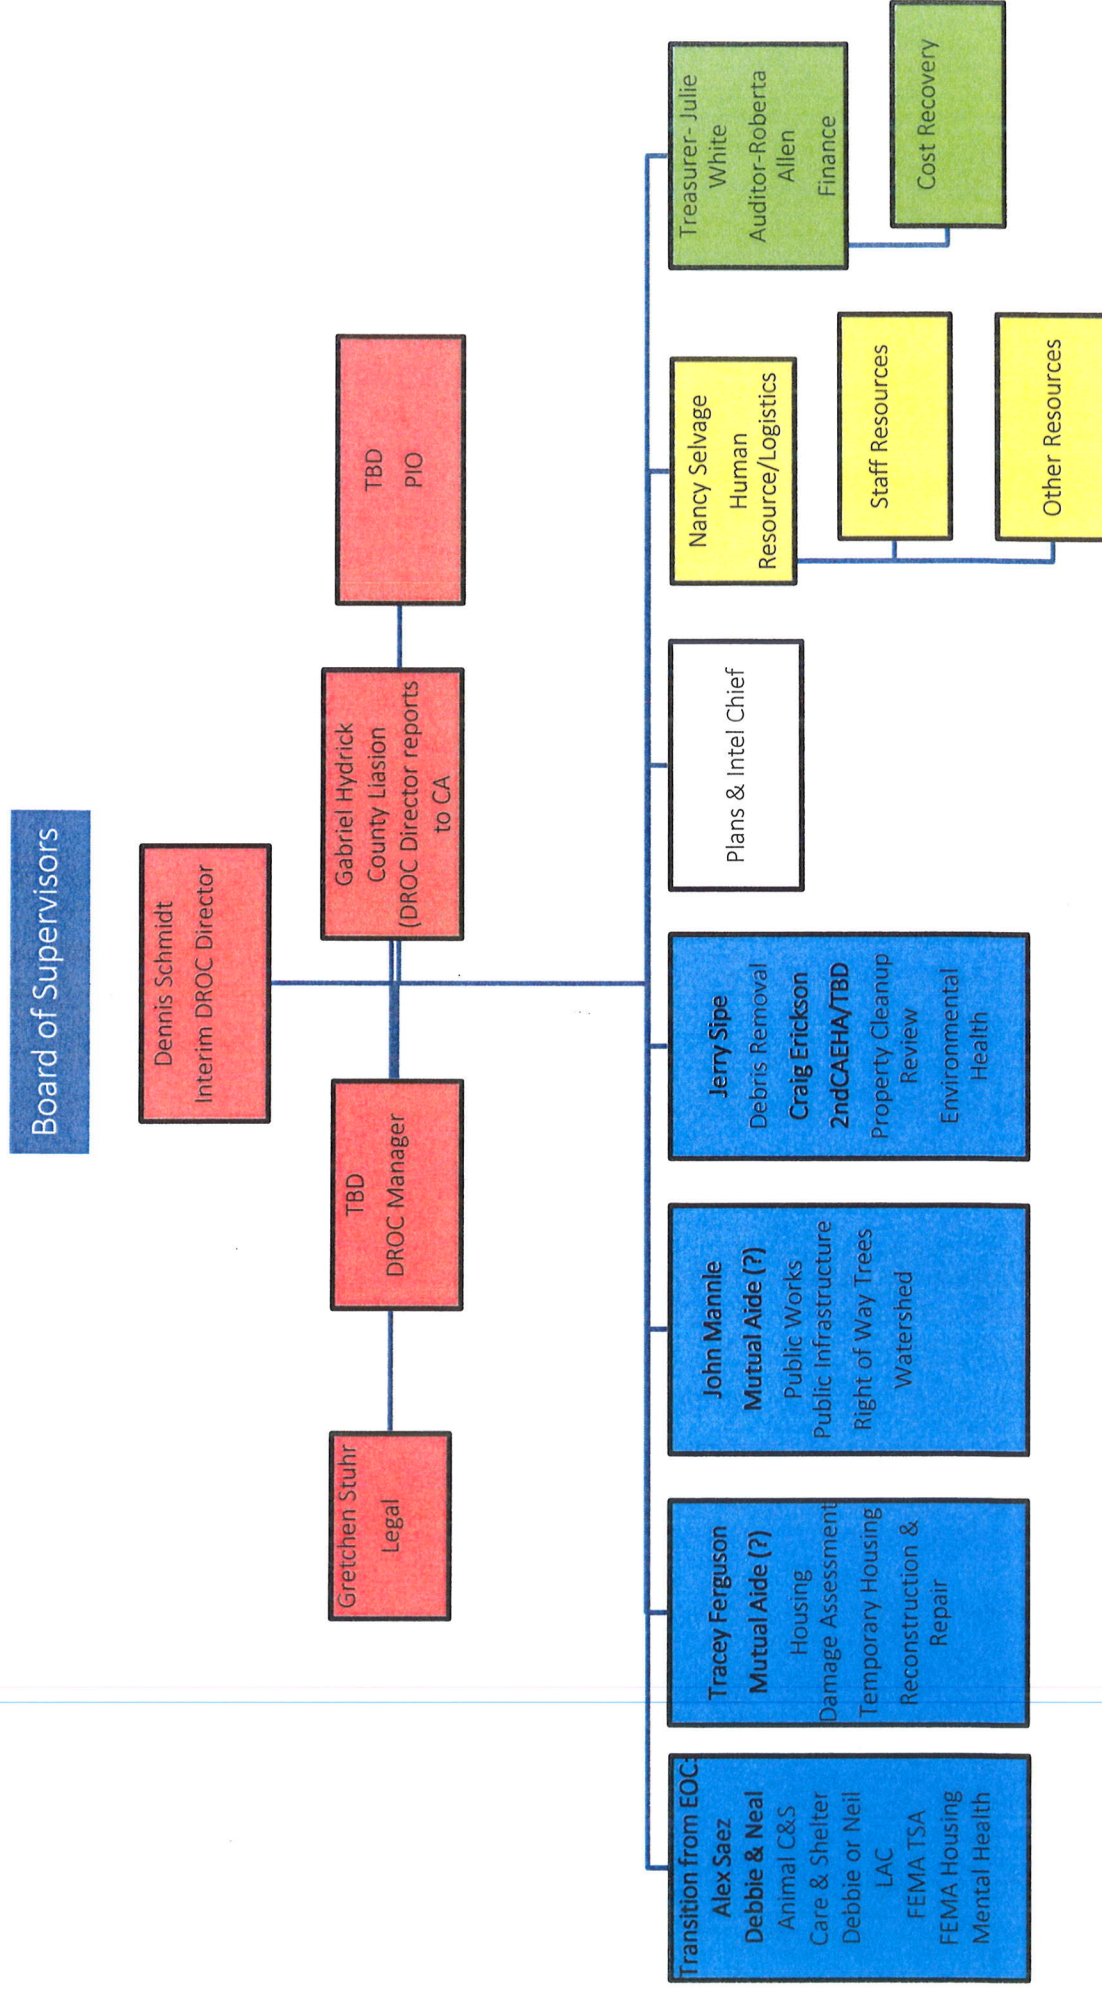 Board of Supervisors
Dennis Schmidt
Interim DROC Director
Gretchen Stuhr
Legal
TBD
DROC Manager
Gabriel Hydrick
County Liasion
(DROC Director reports
to CA
TBD
PIO
Transition from EOC:
Alex Saez
Debbie & Neal
Animal C&S
Care & Shelter
Debbie or Neil
LAC
FEMA TSA
FEMA Housing
Mental Health
Tracey Ferguson
Mutual Aide (?)
Housing
Damage Assessment
Temporary Housing
Reconstruction &
Repair
John Mannle
Mutual Aide (?)
Public Works
Public Infrastructure
Right of Way Trees
Watershed
Jerry Sipe
Debris Removal
Craig Erickson
2ndCAEHA/TBD
Property Cleanup
Review
Environmental
Health
Plans & Intel Chief
Nancy Selvage
Human
Resource/Logistics
Staff Resources
Other Resources
Treasurer- Julie
White
Auditor-Roberta
Allen
Finance
Cost Recovery